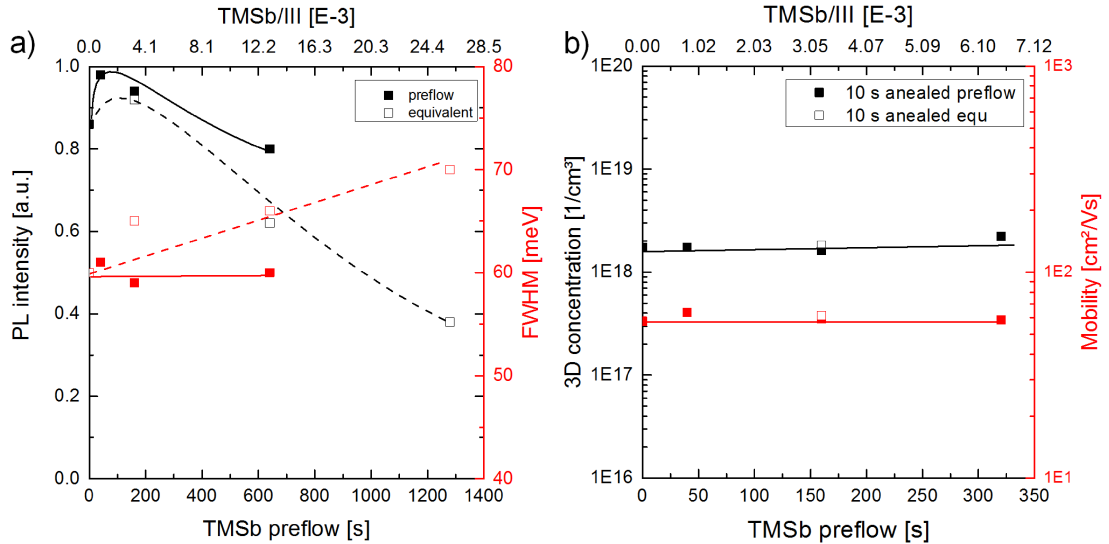 TMSb/III [E-3]
0.0 4.1 8.1 12.2 16.3 20.3 24.4 28.5
a)
1.0
0.8
0.6
0.4
0.2
0.0
PL intensity [a.u.]
preflow
equivalent
80
70
60
50
40
FWHM [meV]
0 200 400 600 800 1000 1200 1400
TMSb preflow [s]
TMSb/III [E-3]
0.00 1.02 2.03 3.05 4.07 5.09 6.10 7.12
b)
1E20
1E19
1E18
1E17
1E16
3D concentration [1/cm³]
10 s anealed preflow
10 s anealed equ
1E3
1E2
1E1
Mobility [cm²/Vs]
0 50 100 150 200 250 300 350
TMSb preflow [s]